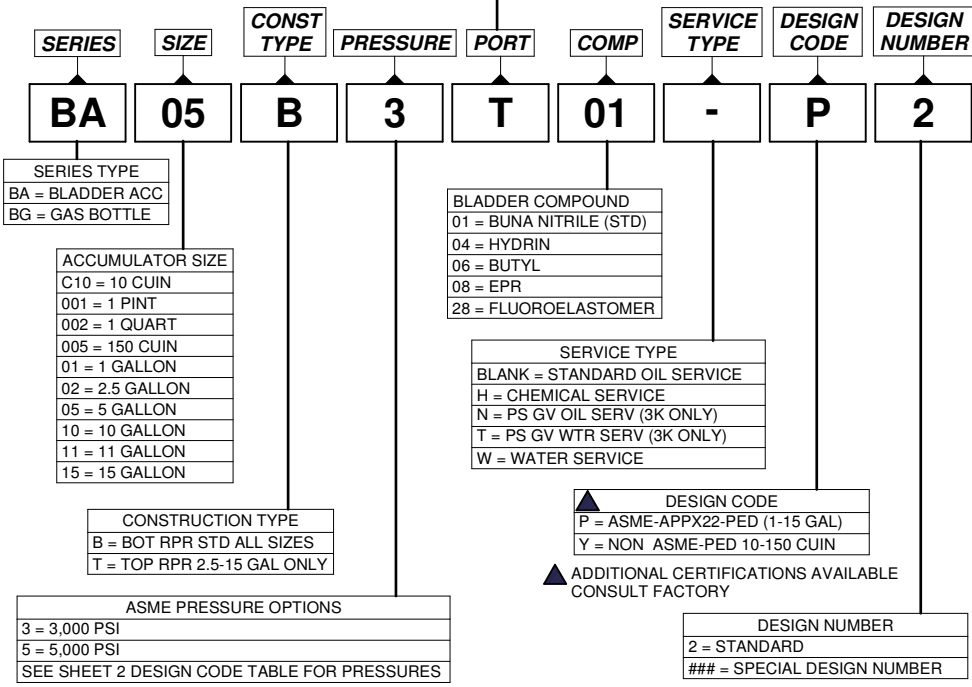 SERIES
SIZE
CONST TYPE
PRESSURE
PORT
COMP
SERVICE TYPE
DESIGN CODE
DESIGN NUMBER
BA 05 B 3 T 01 - P 2
SERIES TYPE
BA = BLADDER ACC
BG = GAS BOTTLE
ACCUMULATOR SIZE
C10 = 10 CUIN
001 = 1 PINT
002 = 1 QUART
005 = 150 CUIN
01 = 1 GALLON
02 = 2.5 GALLON
05 = 5 GALLON
10 = 10 GALLON
11 = 11 GALLON
15 = 15 GALLON
CONSTRUCTION TYPE
B = BOT RPR STD ALL SIZES
T = TOP RPR 2.5-15 GAL ONLY
ASME PRESSURE OPTIONS
3 = 3,000 PSI
5 = 5,000 PSI
SEE SHEET 2 DESIGN CODE TABLE FOR PRESSURES
BLADDER COMPOUND
01 = BUNA NITRILE (STD)
04 = HYDRIN
06 = BUTYL
08 = EPR
28 = FLUOROELASTOMER
SERVICE TYPE
BLANK = STANDARD OIL SERVICE
H = CHEMICAL SERVICE
N = PS GV OIL SERV (3K ONLY)
T = PS GV WTR SERV (3K ONLY)
W = WATER SERVICE
DESIGN CODE
P = ASME-APPX22-PED (1-15 GAL)
Y = NON ASME-PED 10-150 CUIN
ADDITIONAL CERTIFICATIONS AVAILABLE
CONSULT FACTORY
DESIGN NUMBER
2 = STANDARD
### = SPECIAL DESIGN NUMBER